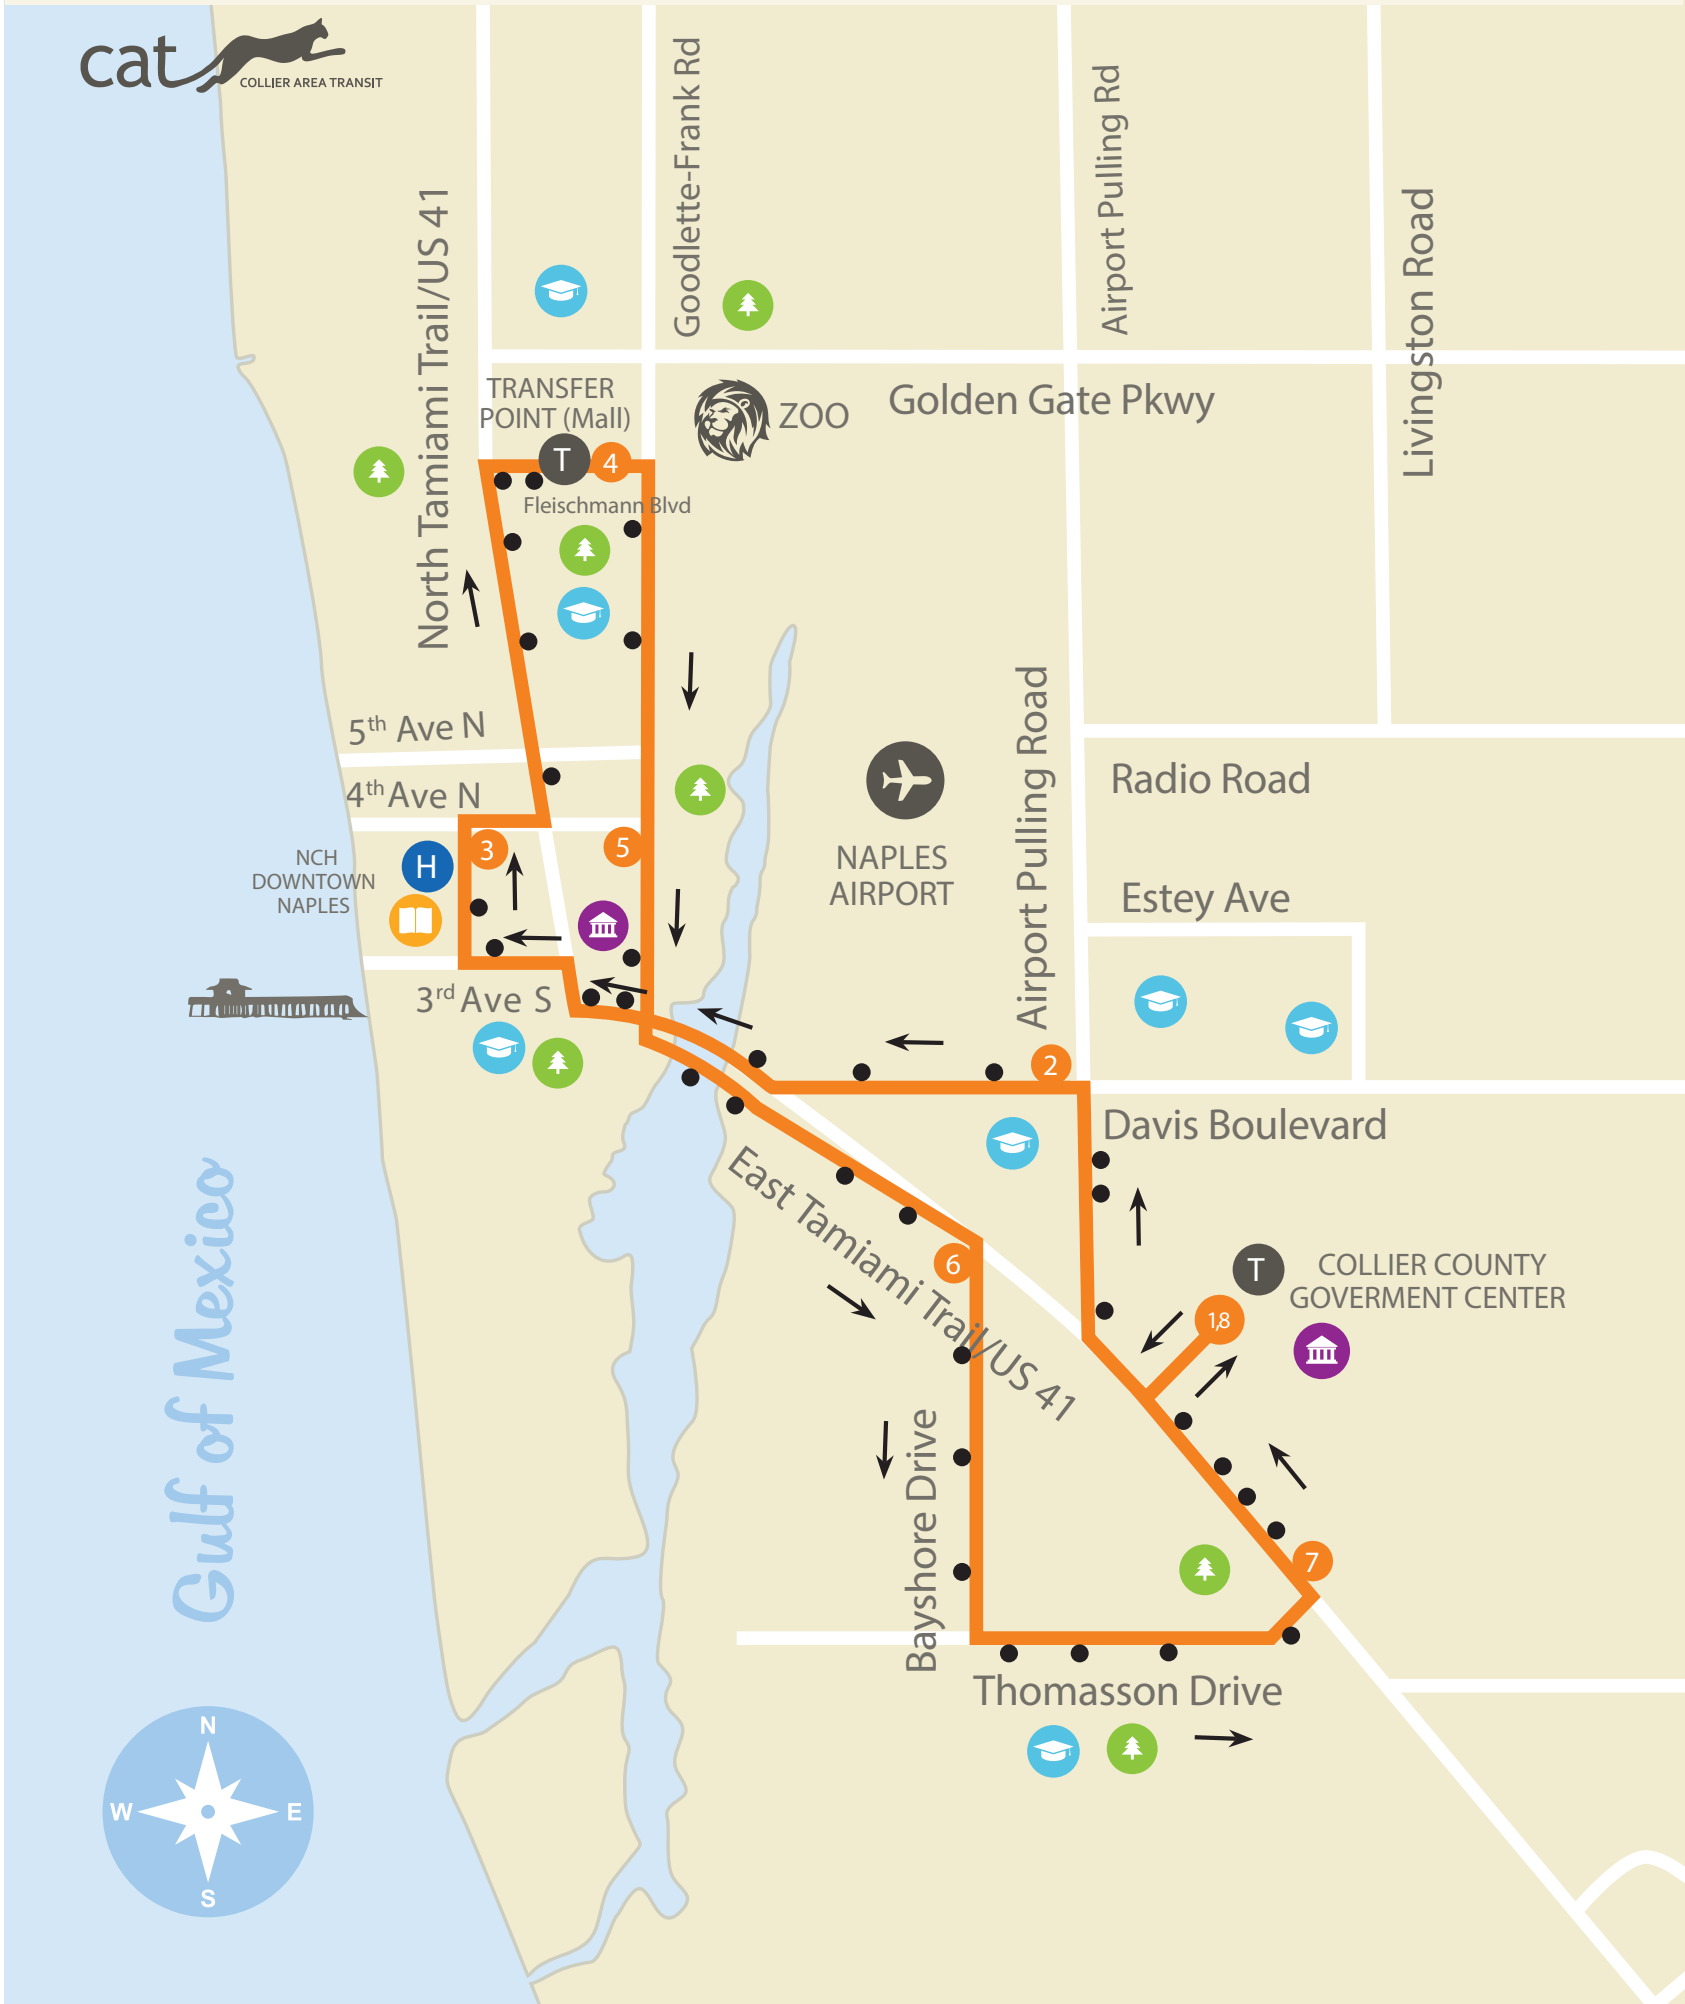 cat
COLLIER AREA TRANSIT
North Tamiami Trail/US 41
Goodlette-Frank Rd
Airport Pulling Rd
Livingston Road
TRANSFER
POINT (Mall)
ZOO
Golden Gate Pkwy
T
4
Fleischmann Blvd
5th Ave N
4th Ave N
Airport Pulling Road
Radio Road
NCH
DOWNTOWN
NAPLES
H
3
5
NAPLES
AIRPORT
Estey Ave
3rd Ave S
2
Davis Boulevard
East Tamiami Trail/US 41
6
T
COLLIER COUNTY
GOVERMENT CENTER
1,8
Gulf of Mexico
Bayshore Drive
7
Thomasson Drive
N
W
E
S